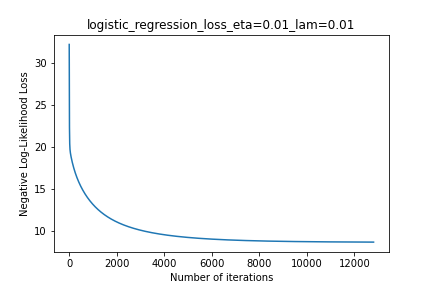 logistic_regression_loss_eta=0.01_lam=0.01
Negative Log-Likelihood Loss
30
25
20
15
10
0 2000 4000 6000 8000 10000 12000
Number of iterations